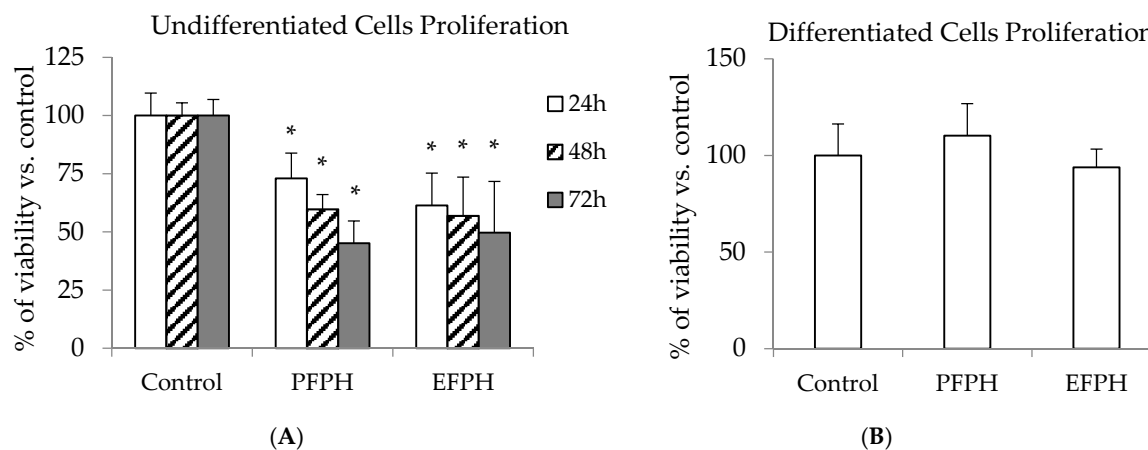 Undifferentiated Cells Proliferation
% of viability vs. control
125
100
75
50
25
0
* * * * * *
Control PFPH EFPH
24h
48h
72h
(A)
Differentiated Cells Proliferation
% of viability vs. control
150
100
50
0
Control PFPH EFPH
(B)